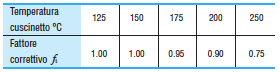 Temperatura
cuscinetto °C
125 150 175 200 250
Fattore
correttivo fₜ
1.00 1.00 0.95 0.90 0.75